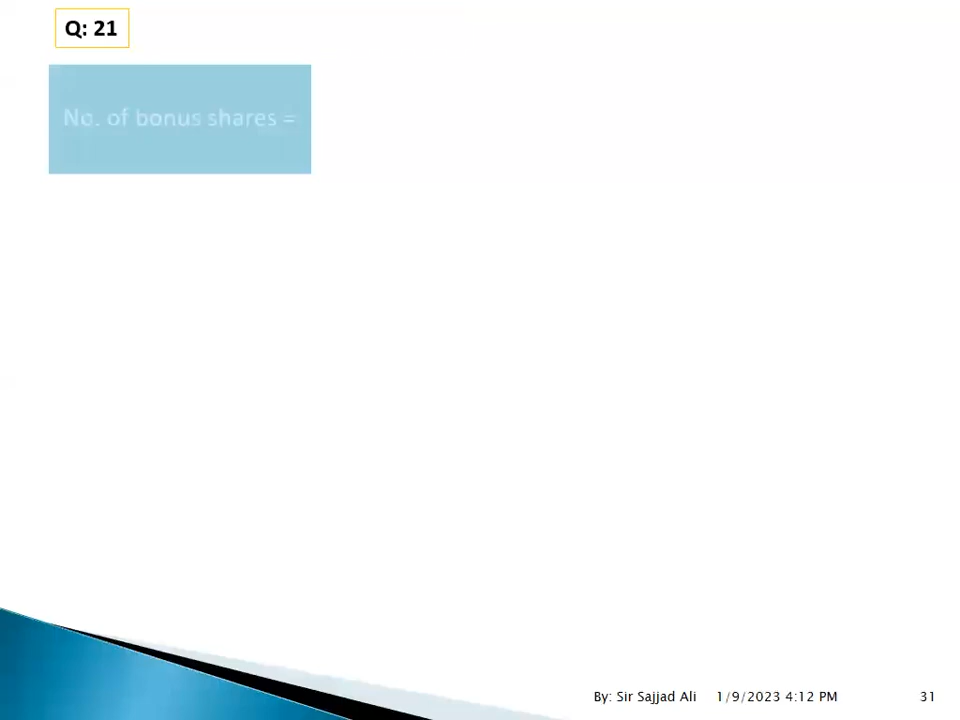 Q: 21
No. of bonus shares =
By: Sir Sajjad Ali 1/9/2023 4:12 PM 31